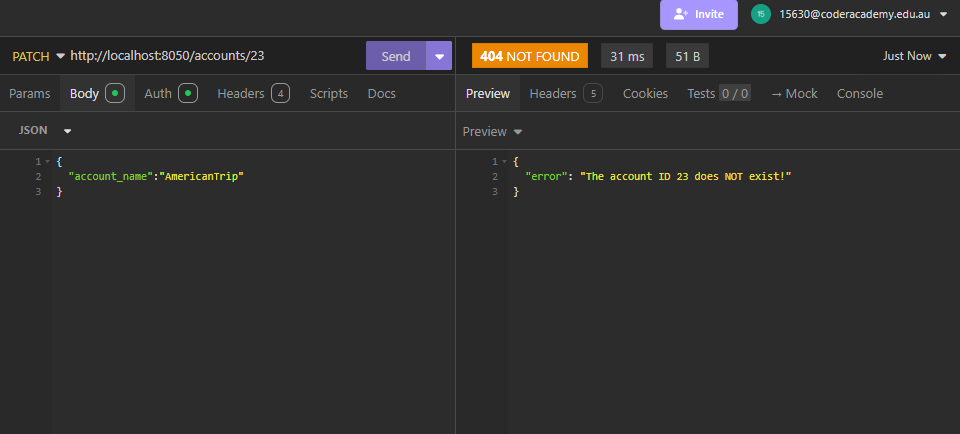 Invite
15 15630@coderacademy.edu.au
PATCH http://localhost:8050/accounts/23 Send
404 NOT FOUND 31 ms 51 B Just Now
Params Body Auth Headers 4 Scripts Docs
Preview Headers 5 Cookies Tests 0 / 0 → Mock Console
JSON
Preview
1 {
2 "account_name":"AmericanTrip"
3 }
1 {
2 "error": "The account ID 23 does NOT exist!"
3 }